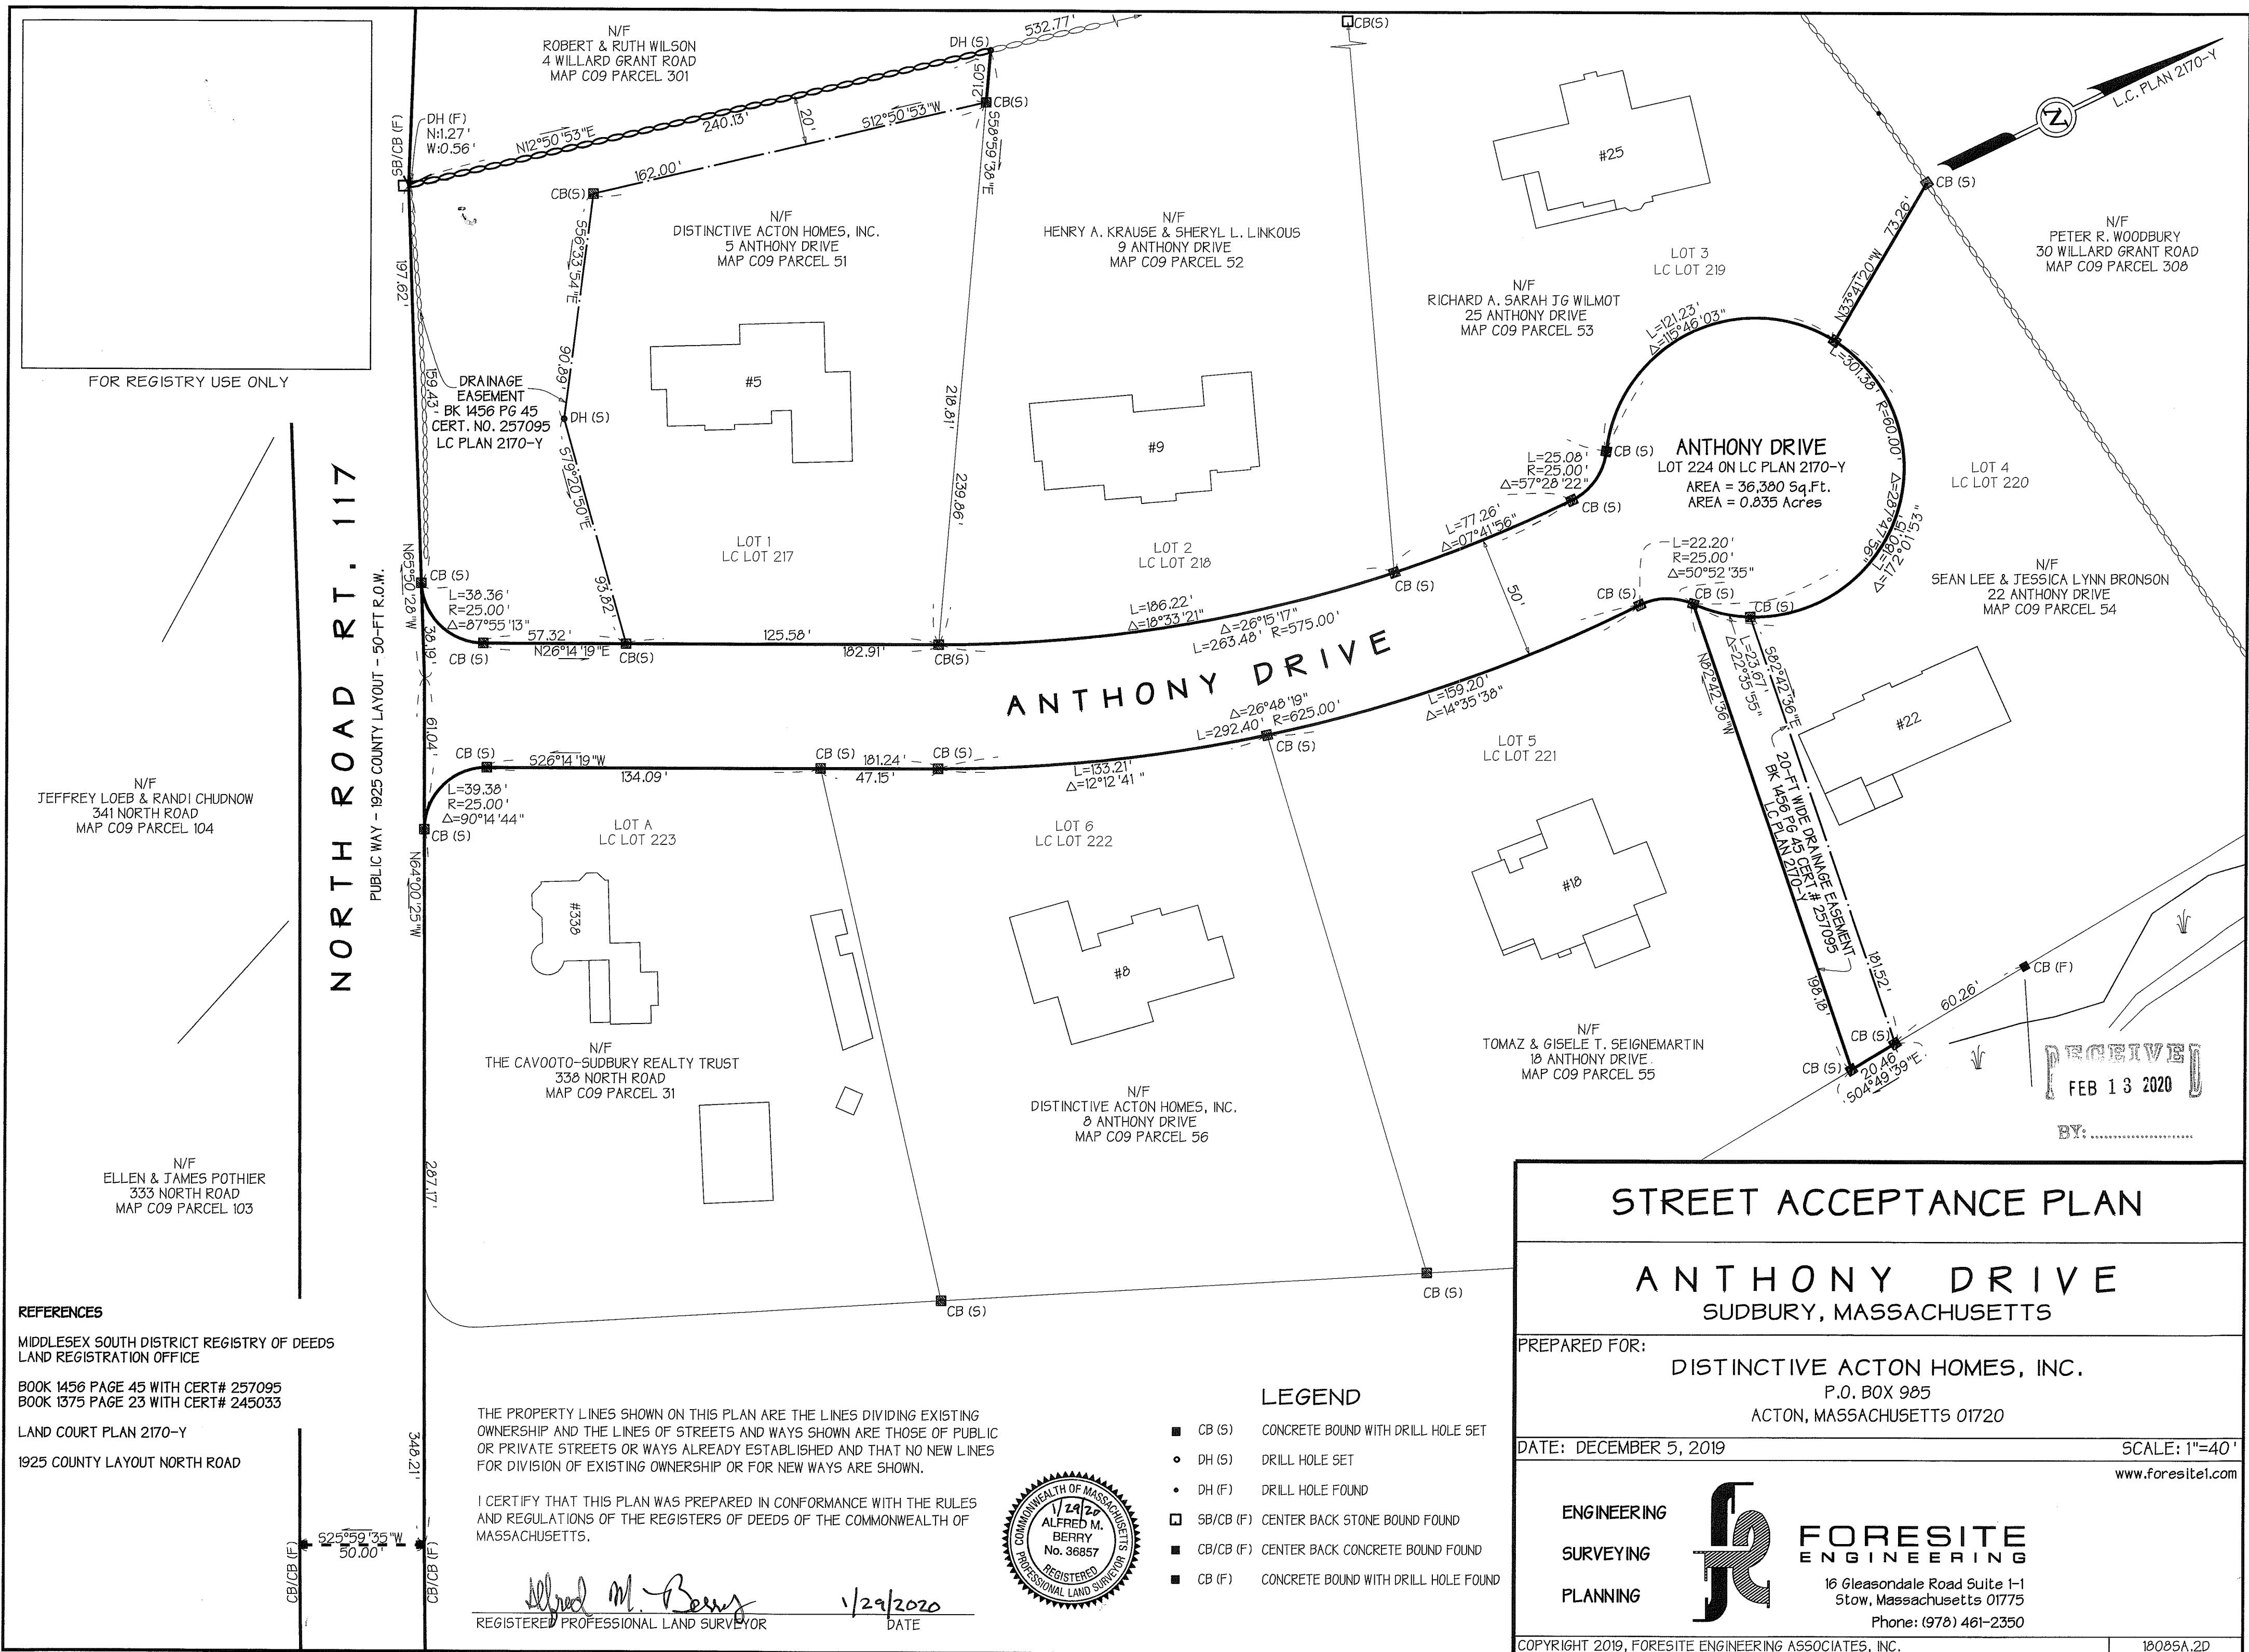 N/F
ROBERT & RUTH WILSON
4 WILLARD GRANT ROAD
MAP C09 PARCEL 301
DH (S)
532.77'
CB(S)
L.C. PLAN 2170-Y
N
SB/CB (F)
DH (F)
N:1.27'
W:0.56'
N12°50'53"E
240.13'
20'
S12°50'53"W
21.05'
CB(S)
S58°59'38"E
162.00'
CB(S)
#25
CB (S)
N/F
PETER R. WOODBURY
30 WILLARD GRANT ROAD
MAP C09 PARCEL 308
N/F
DISTINCTIVE ACTON HOMES, INC.
5 ANTHONY DRIVE
MAP C09 PARCEL 51
N/F
HENRY A. KRAUSE & SHERYL L. LINKOUS
9 ANTHONY DRIVE
MAP C09 PARCEL 52
LOT 3
LC LOT 219
N/F
RICHARD A. SARAH JG WILMOT
25 ANTHONY DRIVE
MAP C09 PARCEL 53
N33°41'20"W
73.26'
197.62'
S56°33'54"E
90.89'
L=121.23'
Δ=115°46'03"
L=301.38'
R=60.00'
Δ=287°47'56"
L=180.15'
Δ=172°01'53"
FOR REGISTRY USE ONLY
159.43'
DRAINAGE
EASEMENT
BK 1456 PG 45
CERT. NO. 257095
LC PLAN 2170-Y
DH (S)
#5
218.81'
239.86'
#9
S79°20'50"E
93.82'
CB (S)
L=25.08'
R=25.00'
Δ=57°28'22"
CB (S)
ANTHONY DRIVE
LOT 224 ON LC PLAN 2170-Y
AREA = 36,380 Sq.Ft.
AREA = 0.835 Acres
LOT 4
LC LOT 220
LOT 1
LC LOT 217
LOT 2
LC LOT 218
L=77.26'
Δ=07°41'56"
CB (S)
50'
L=22.20'
R=25.00'
Δ=50°52'35"
CB (S)
CB (S)
CB (S)
N/F
SEAN LEE & JESSICA LYNN BRONSON
22 ANTHONY DRIVE
MAP C09 PARCEL 54
NORTH ROAD RT. 117
PUBLIC WAY - 1925 COUNTY LAYOUT - 50-FT R.O.W.
N65°50'28"W
CB (S)
L=38.36'
R=25.00'
Δ=87°55'13"
38.19'
57.32'
CB (S)
N26°14'19"E
CB(S)
125.58'
182.91'
CB(S)
L=186.22'
Δ=18°33'21"
Δ=26°15'17"
L=263.48' R=575.00'
ANTHONY DRIVE
Δ=26°48'19"
L=292.40' R=625.00'
L=159.20'
Δ=14°35'38"
CB (S)
61.04'
CB (S)
S26°14'19"W
134.09'
CB (S)
181.24'
47.15'
CB (S)
L=133.21'
Δ=12°12'41"
L=39.38'
R=25.00'
Δ=90°14'44"
CB (S)
N82°42'36"W
L=23.67'
Δ=22°35'55"
S82°42'36"E
20-FT WIDE DRAINAGE EASEMENT
BK 1456 PG 45 CERT.# 257095
LC PLAN 2170-Y
#22
LOT 5
LC LOT 221
LOT A
LC LOT 223
LOT 6
LC LOT 222
N64°00'25"W
#338
#8
#18
198.18'
181.52'
60.26'
CB (F)
CB (S)
CB (S)
20.46'
S04°49'39"E
N/F
JEFFREY LOEB & RANDI CHUDNOW
341 NORTH ROAD
MAP C09 PARCEL 104
N/F
THE CAVOOTO-SUDBURY REALTY TRUST
338 NORTH ROAD
MAP C09 PARCEL 31
N/F
TOMAZ & GISELE T. SEIGNEMARTIN
18 ANTHONY DRIVE
MAP C09 PARCEL 55
N/F
DISTINCTIVE ACTON HOMES, INC.
8 ANTHONY DRIVE
MAP C09 PARCEL 56
RECEIVED
FEB 13 2020
BY:
N/F
ELLEN & JAMES POTHIER
333 NORTH ROAD
MAP C09 PARCEL 103
287.17'
CB (S)
CB (S)
REFERENCES
MIDDLESEX SOUTH DISTRICT REGISTRY OF DEEDS
LAND REGISTRATION OFFICE
BOOK 1456 PAGE 45 WITH CERT# 257095
BOOK 1375 PAGE 23 WITH CERT# 245033
LAND COURT PLAN 2170-Y
1925 COUNTY LAYOUT NORTH ROAD
348.21'
S25°59'35"W
50.00'
CB/CB (F)
CB/CB (F)
THE PROPERTY LINES SHOWN ON THIS PLAN ARE THE LINES DIVIDING EXISTING
OWNERSHIP AND THE LINES OF STREETS AND WAYS SHOWN ARE THOSE OF PUBLIC
OR PRIVATE STREETS OR WAYS ALREADY ESTABLISHED AND THAT NO NEW LINES
FOR DIVISION OF EXISTING OWNERSHIP OR FOR NEW WAYS ARE SHOWN.
I CERTIFY THAT THIS PLAN WAS PREPARED IN CONFORMANCE WITH THE RULES
AND REGULATIONS OF THE REGISTERS OF DEEDS OF THE COMMONWEALTH OF
MASSACHUSETTS.
Alfred M. Berry 1/29/2020
REGISTERED PROFESSIONAL LAND SURVEYOR DATE
COMMONWEALTH OF MASSACHUSETTS
1/29/20
ALFRED M.
BERRY
No. 36857
REGISTERED
PROFESSIONAL LAND SURVEYOR
LEGEND
CB (S) CONCRETE BOUND WITH DRILL HOLE SET
DH (S) DRILL HOLE SET
DH (F) DRILL HOLE FOUND
SB/CB (F) CENTER BACK STONE BOUND FOUND
CB/CB (F) CENTER BACK CONCRETE BOUND FOUND
CB (F) CONCRETE BOUND WITH DRILL HOLE FOUND
STREET ACCEPTANCE PLAN
ANTHONY DRIVE
SUDBURY, MASSACHUSETTS
PREPARED FOR:
DISTINCTIVE ACTON HOMES, INC.
P.O. BOX 985
ACTON, MASSACHUSETTS 01720
DATE: DECEMBER 5, 2019 SCALE: 1"=40'
www.foresite1.com
ENGINEERING
SURVEYING
PLANNING
FORESITE
ENGINEERING
16 Gleasondale Road Suite 1-1
Stow, Massachusetts 01775
Phone: (978) 461-2350
COPYRIGHT 2019, FORESITE ENGINEERING ASSOCIATES, INC. 1808SA.2D